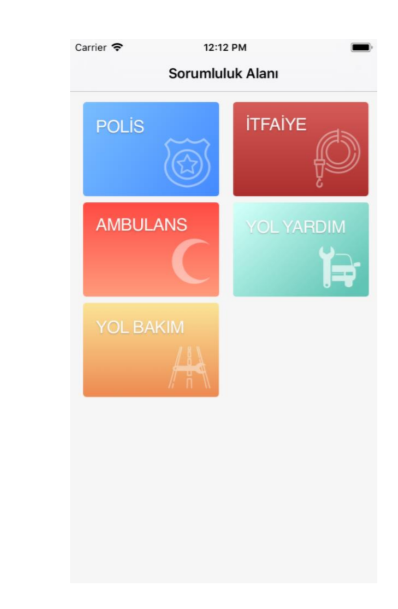 Carrier 12:12 PM
Sorumluluk Alanı
POLİS İTFAİYE
AMBULANS YOL YARDIM
YOL BAKIM